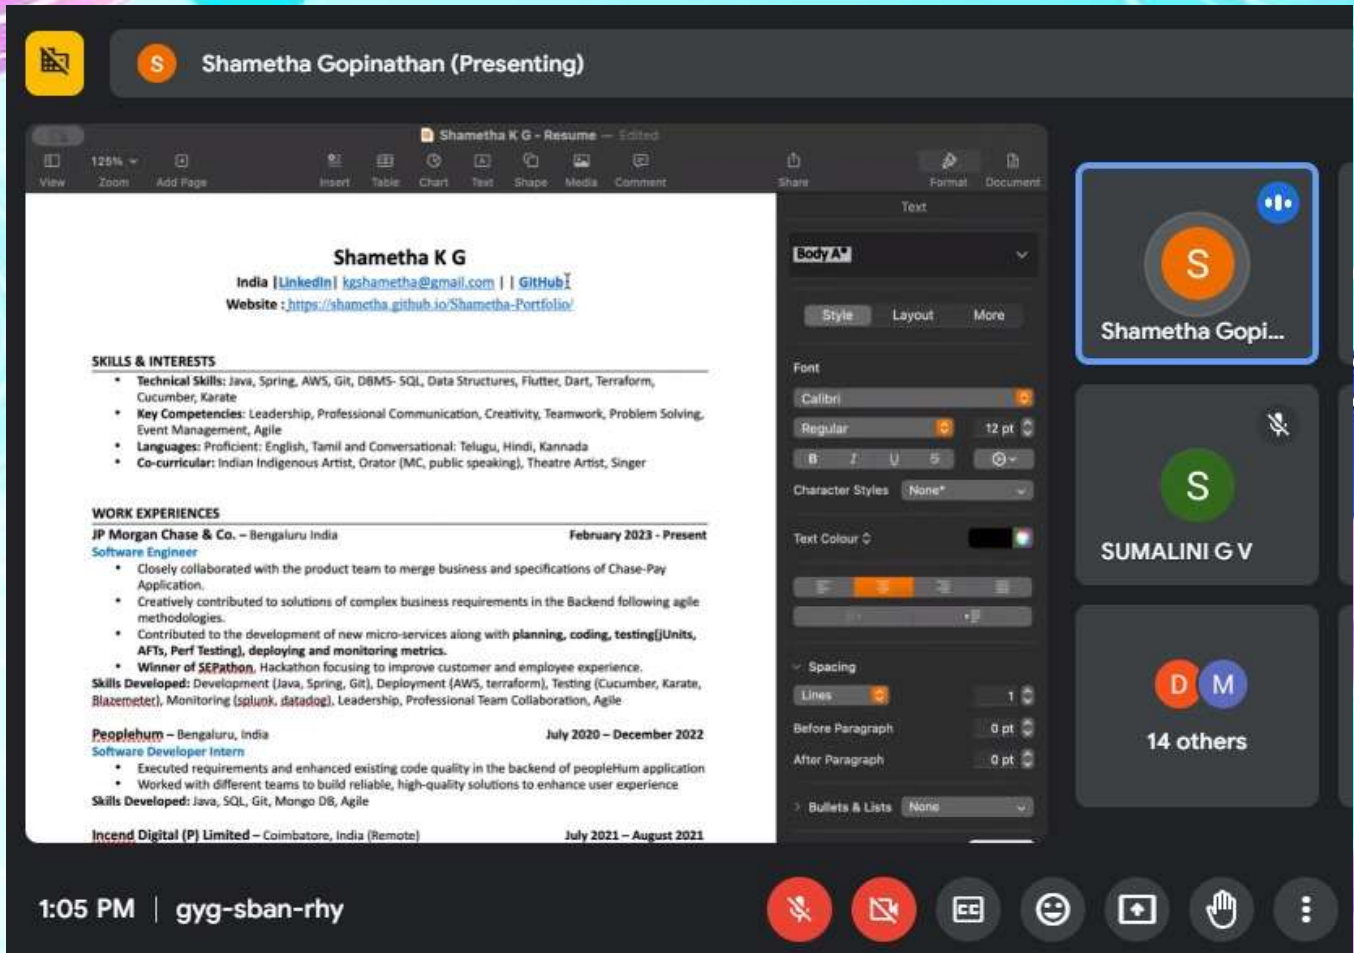 S Shametha Gopinathan (Presenting)
Shametha K G - Resume — Edited
125%
View Zoom Add Page Insert Table Chart Text Shape Media Comment Share Format Document
Shametha K G
India |LinkedIn| kgshametha@gmail.com | | GitHub
Website : https://shametha.github.io/Shametha-Portfolio/
SKILLS & INTERESTS
• Technical Skills: Java, Spring, AWS, Git, DBMS- SQL, Data Structures, Flutter, Dart, Terraform,
Cucumber, Karate
• Key Competencies: Leadership, Professional Communication, Creativity, Teamwork, Problem Solving,
Event Management, Agile
• Languages: Proficient: English, Tamil and Conversational: Telugu, Hindi, Kannada
• Co-curricular: Indian Indigenous Artist, Orator (MC, public speaking), Theatre Artist, Singer
WORK EXPERIENCES
JP Morgan Chase & Co. – Bengaluru India February 2023 - Present
Software Engineer
• Closely collaborated with the product team to merge business and specifications of Chase-Pay
Application.
• Creatively contributed to solutions of complex business requirements in the Backend following agile
methodologies.
• Contributed to the development of new micro-services along with planning, coding, testing(jUnits,
AFTs, Perf Testing), deploying and monitoring metrics.
• Winner of SEPathon, Hackathon focusing to improve customer and employee experience.
Skills Developed: Development (Java, Spring, Git), Deployment (AWS, terraform), Testing (Cucumber, Karate,
Blazemeter), Monitoring (splunk, datadog), Leadership, Professional Team Collaboration, Agile
Peoplehum – Bengaluru, India July 2020 – December 2022
Software Developer Intern
• Executed requirements and enhanced existing code quality in the backend of peopleHum application
• Worked with different teams to build reliable, high-quality solutions to enhance user experience
Skills Developed: Java, SQL, Git, Mongo DB, Agile
Incend Digital (P) Limited – Coimbatore, India (Remote) July 2021 – August 2021
Text
Body A*
Style Layout More
Font
Calibri
Regular 12 pt
B I U S
Character Styles None*
Text Colour
Spacing
Lines 1
Before Paragraph 0 pt
After Paragraph 0 pt
Bullets & Lists None
S
Shametha Gopi...
S
SUMALINI G V
D M
14 others
1:05 PM | gyg-sban-rhy
CC